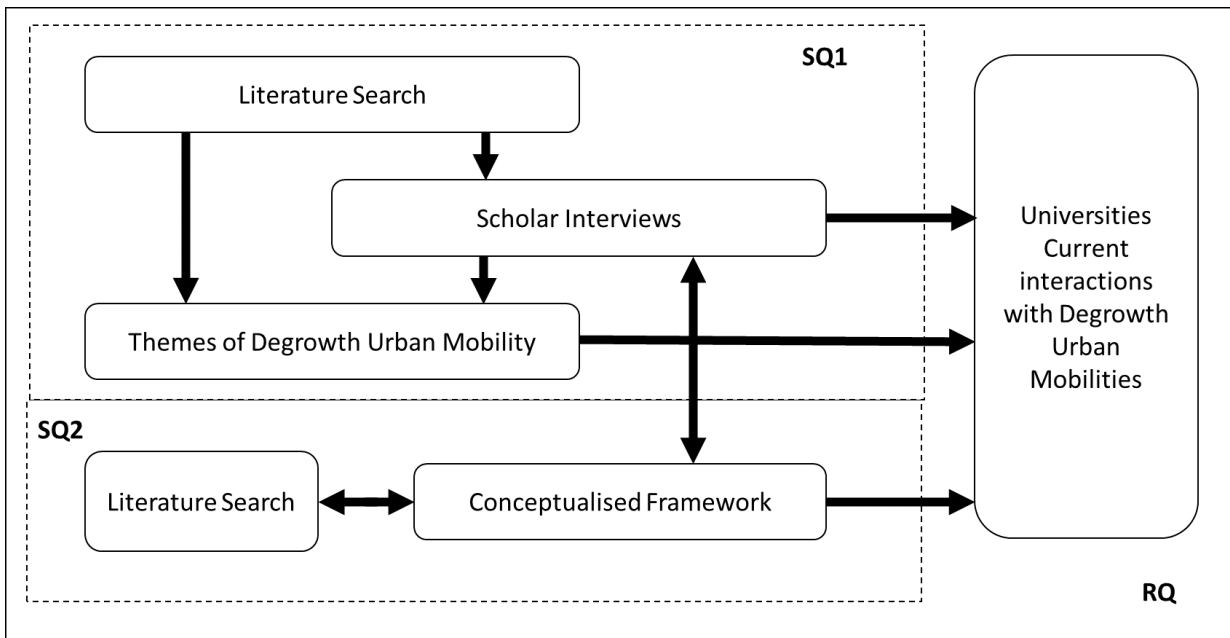 SQ1
Literature Search
Scholar Interviews
Themes of Degrowth Urban Mobility
SQ2
Literature Search
Conceptualised Framework
Universities
Current
interactions
with Degrowth
Urban
Mobilities
RQ